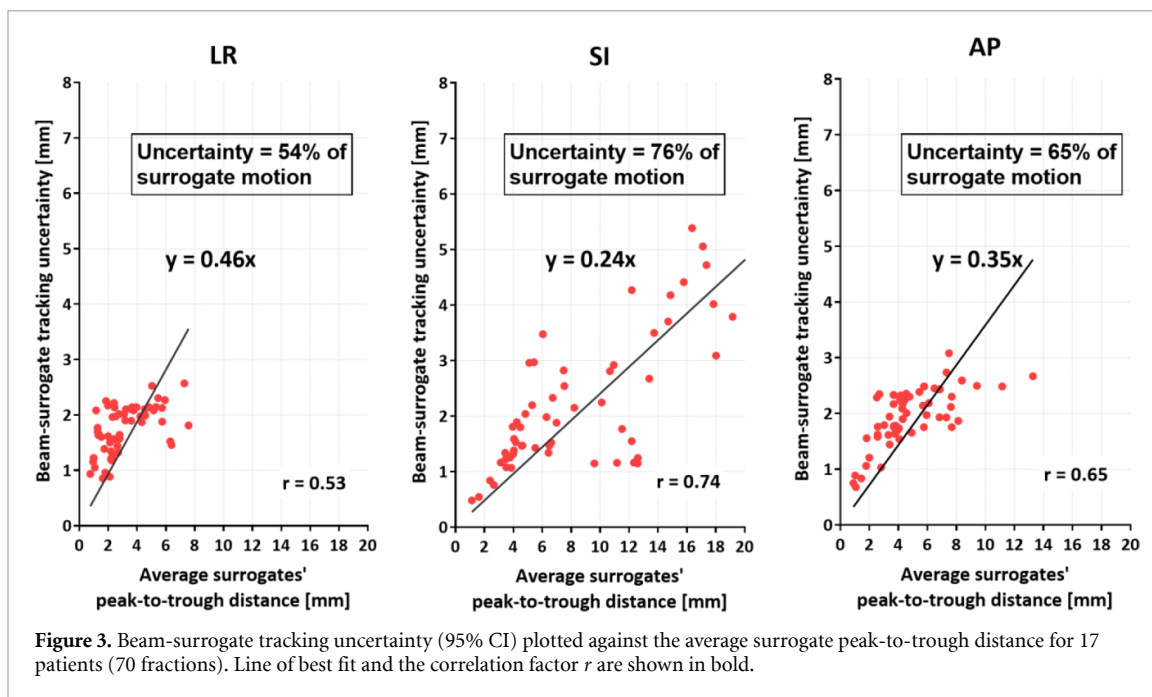 LR
8
7
6
5
4
3
2
1
0
Beam-surrogate tracking uncertainty [mm]
Uncertainty = 54% of
surrogate motion
y = 0.46x
r = 0.53
0 2 4 6 8 10 12 14 16 18 20
Average surrogates'
peak-to-trough distance [mm]
SI
8
7
6
5
4
3
2
1
0
Beam-surrogate tracking uncertainty [mm]
Uncertainty = 76% of
surrogate motion
y = 0.24x
r = 0.74
0 2 4 6 8 10 12 14 16 18 20
Average surrogates'
peak-to-trough distance [mm]
AP
8
7
6
5
4
3
2
1
0
Beam-surrogate tracking uncertainty [mm]
Uncertainty = 65% of
surrogate motion
y = 0.35x
r = 0.65
0 2 4 6 8 10 12 14 16 18 20
Average surrogates'
peak-to-trough distance [mm]
Figure 3. Beam-surrogate tracking uncertainty (95% CI) plotted against the average surrogate peak-to-trough distance for 17
patients (70 fractions). Line of best fit and the correlation factor r are shown in bold.